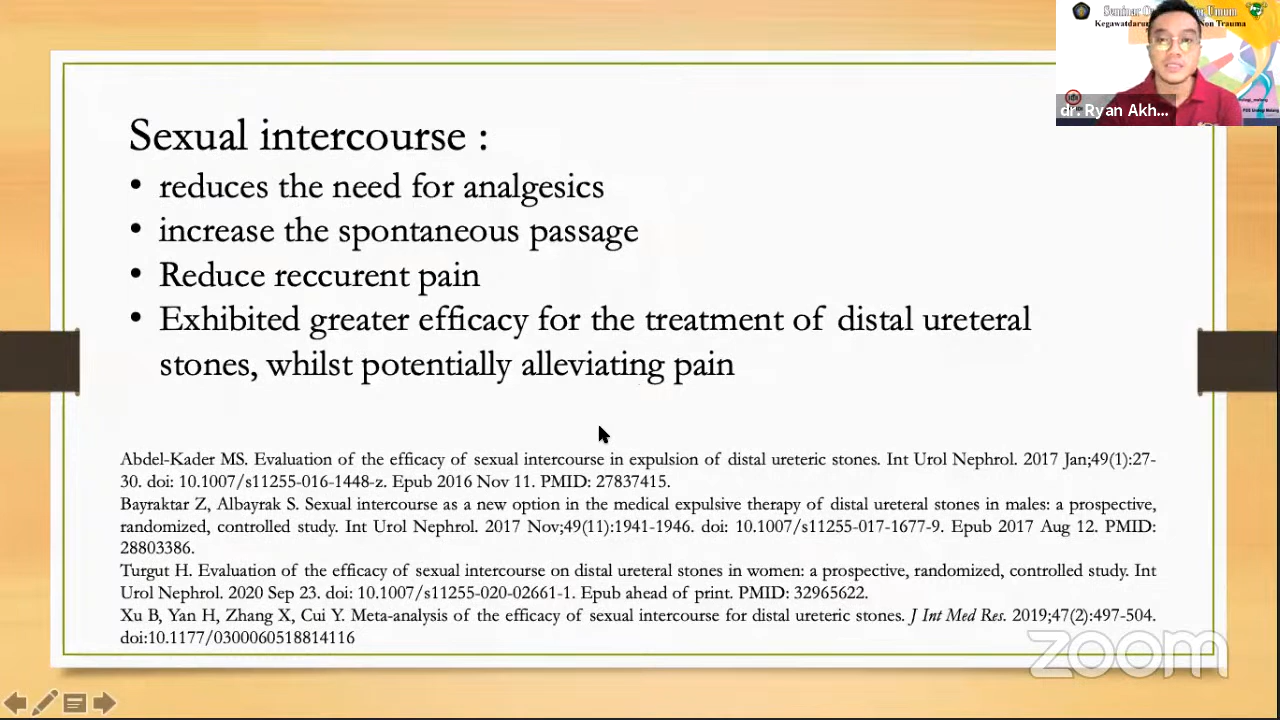 Sexual intercourse :
• reduces the need for analgesics
• increase the spontaneous passage
• Reduce reccurent pain
• Exhibited greater efficacy for the treatment of distal ureteral
stones, whilst potentially alleviating pain
Abdel-Kader MS. Evaluation of the efficacy of sexual intercourse in expulsion of distal ureteric stones. Int Urol Nephrol. 2017 Jan;49(1):27-
30. doi: 10.1007/s11255-016-1448-z. Epub 2016 Nov 11. PMID: 27837415.
Bayraktar Z, Albayrak S. Sexual intercourse as a new option in the medical expulsive therapy of distal ureteral stones in males: a prospective,
randomized, controlled study. Int Urol Nephrol. 2017 Nov;49(11):1941-1946. doi: 10.1007/s11255-017-1677-9. Epub 2017 Aug 12. PMID:
28803386.
Turgut H. Evaluation of the efficacy of sexual intercourse on distal ureteral stones in women: a prospective, randomized, controlled study. Int
Urol Nephrol. 2020 Sep 23. doi: 10.1007/s11255-020-02661-1. Epub ahead of print. PMID: 32965622.
Xu B, Yan H, Zhang X, Cui Y. Meta-analysis of the efficacy of sexual intercourse for distal ureteric stones. J Int Med Res. 2019;47(2):497-504.
doi:10.1177/0300060518814116
Seminar Umum
Non Trauma
dr. Ryan Akh...
zoom